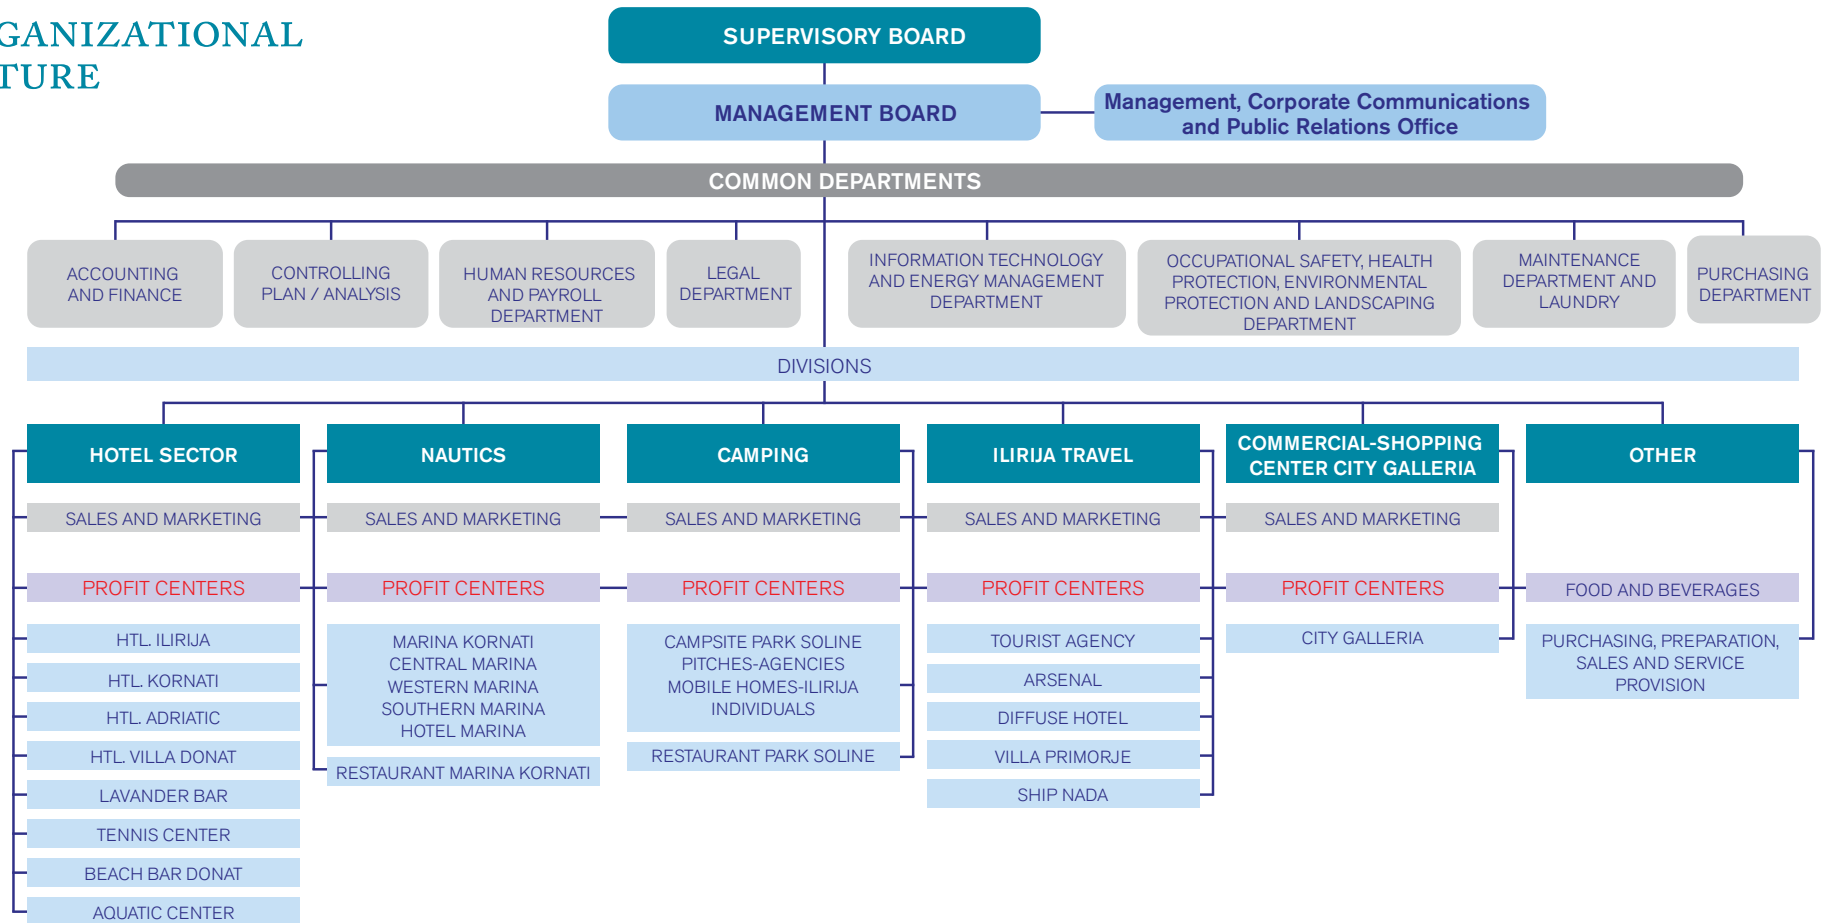 GANIZATIONAL
TURE
SUPERVISORY BOARD
MANAGEMENT BOARD
Management, Corporate Communications
and Public Relations Office
COMMON DEPARTMENTS
ACCOUNTING
AND FINANCE
CONTROLLING
PLAN / ANALYSIS
HUMAN RESOURCES
AND PAYROLL
DEPARTMENT
LEGAL
DEPARTMENT
INFORMATION TECHNOLOGY
AND ENERGY MANAGEMENT
DEPARTMENT
OCCUPATIONAL SAFETY, HEALTH
PROTECTION, ENVIRONMENTAL
PROTECTION AND LANDSCAPING
DEPARTMENT
MAINTENANCE
DEPARTMENT AND
LAUNDRY
PURCHASING
DEPARTMENT
DIVISIONS
HOTEL SECTOR
SALES AND MARKETING
PROFIT CENTERS
HTL. ILIRIJA
HTL. KORNATI
HTL. ADRIATIC
HTL. VILLA DONAT
LAVANDER BAR
TENNIS CENTER
BEACH BAR DONAT
AQUATIC CENTER
NAUTICS
SALES AND MARKETING
PROFIT CENTERS
MARINA KORNATI
CENTRAL MARINA
WESTERN MARINA
SOUTHERN MARINA
HOTEL MARINA
RESTAURANT MARINA KORNATI
CAMPING
SALES AND MARKETING
PROFIT CENTERS
CAMPSITE PARK SOLINE
PITCHES-AGENCIES
MOBILE HOMES-ILIRIJA
INDIVIDUALS
RESTAURANT PARK SOLINE
ILIRIJA TRAVEL
SALES AND MARKETING
PROFIT CENTERS
TOURIST AGENCY
ARSENAL
DIFFUSE HOTEL
VILLA PRIMORJE
SHIP NADA
COMMERCIAL-SHOPPING
CENTER CITY GALLERIA
SALES AND MARKETING
PROFIT CENTERS
CITY GALLERIA
OTHER
FOOD AND BEVERAGES
PURCHASING, PREPARATION,
SALES AND SERVICE
PROVISION